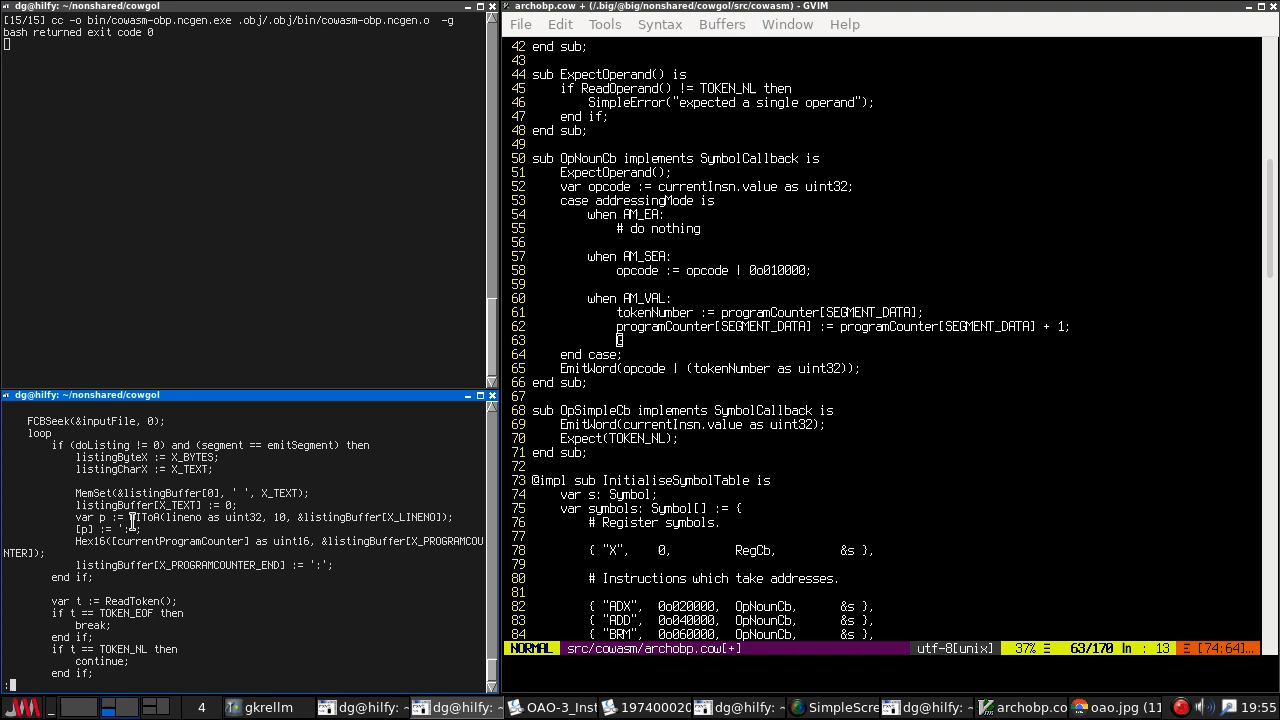 dg@hilfy: ~/nonshared/cowgol
[15/15] cc -o bin/cowasm-obp.ncgen.exe .obj/.obj/bin/cowasm-obp.ncgen.o  -g
bash returned exit code 0
dg@hilfy: ~/nonshared/cowgol
    FCBSeek(&inputFile, 0);
    loop
        if (doListing != 0) and (segment == emitSegment) then
            listingByteX := X_BYTES;
            listingCharX := X_TEXT;
            MemSet(&listingBuffer[0], ' ', X_TEXT);
            listingBuffer[X_TEXT] := 0;
            var p := UIToA(lineno as uint32, 10, &listingBuffer[X_LINENO]);
            [p] := ':';
            Hex16([currentProgramCounter] as uint16, &listingBuffer[X_PROGRAMCOU
NTER]);
            listingBuffer[X_PROGRAMCOUNTER_END] := ':';
        end if;
        var t := ReadToken();
        if t == TOKEN_EOF then
            break;
        end if;
        if t == TOKEN_NL then
            continue;
        end if;
:
archobp.cow + (/.big/@big/nonshared/cowgol/src/cowasm) - GVIM
File Edit Tools Syntax Buffers Window Help
42 end sub;
43
44 sub ExpectOperand() is
45     if ReadOperand() != TOKEN_NL then
46         SimpleError("expected a single operand");
47     end if;
48 end sub;
49
50 sub OpNounCb implements SymbolCallback is
51     ExpectOperand();
52     var opcode := currentInsn.value as uint32;
53     case addressingMode is
54         when AM_EA:
55             # do nothing
56
57         when AM_SEA:
58             opcode := opcode | 0o010000;
59
60         when AM_VAL:
61             tokenNumber := programCounter[SEGMENT_DATA];
62             programCounter[SEGMENT_DATA] := programCounter[SEGMENT_DATA] + 1;
63
64     end case;
65     EmitWord(opcode | (tokenNumber as uint32));
66 end sub;
67
68 sub OpSimpleCb implements SymbolCallback is
69     EmitWord(currentInsn.value as uint32);
70     Expect(TOKEN_NL);
71 end sub;
72
73 @impl sub InitialiseSymbolTable is
74     var s: Symbol;
75     var symbols: Symbol[] := {
76         # Register symbols.
77
78         { "X",    0,         RegCb,         &s },
79
80         # Instructions which take addresses.
81
82         { "ADX",  0o020000,  OpNounCb,      &s },
83         { "ADD",  0o040000,  OpNounCb,      &s },
84         { "BRM",  0o060000,  OpNounCb,      &s },
NORMAL src/cowasm/archobp.cow[+] utf-8[unix] 37% Ξ 63/170 ln : 13 Ξ [74:64]…
4 gkrellm dg@hilfy: ~ dg@hilfy: ~ OAO-3_Inst 197400020 SimpleScre dg@hilfy: ~ archobp.co oao.jpg (11 19:55